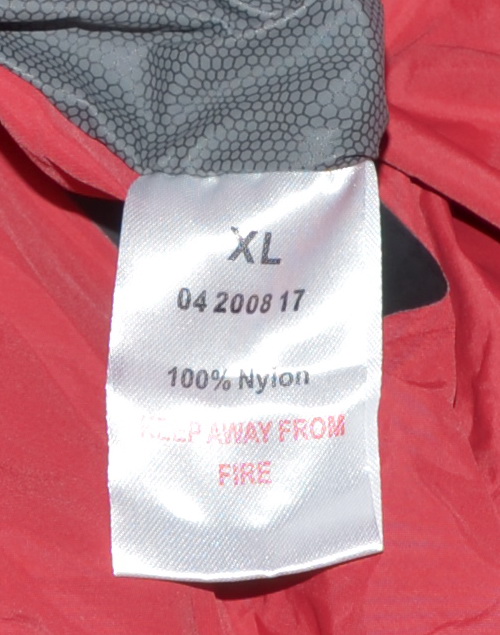 XL
04 2008 17
100% Nylon
KEEP AWAY FROM
FIRE